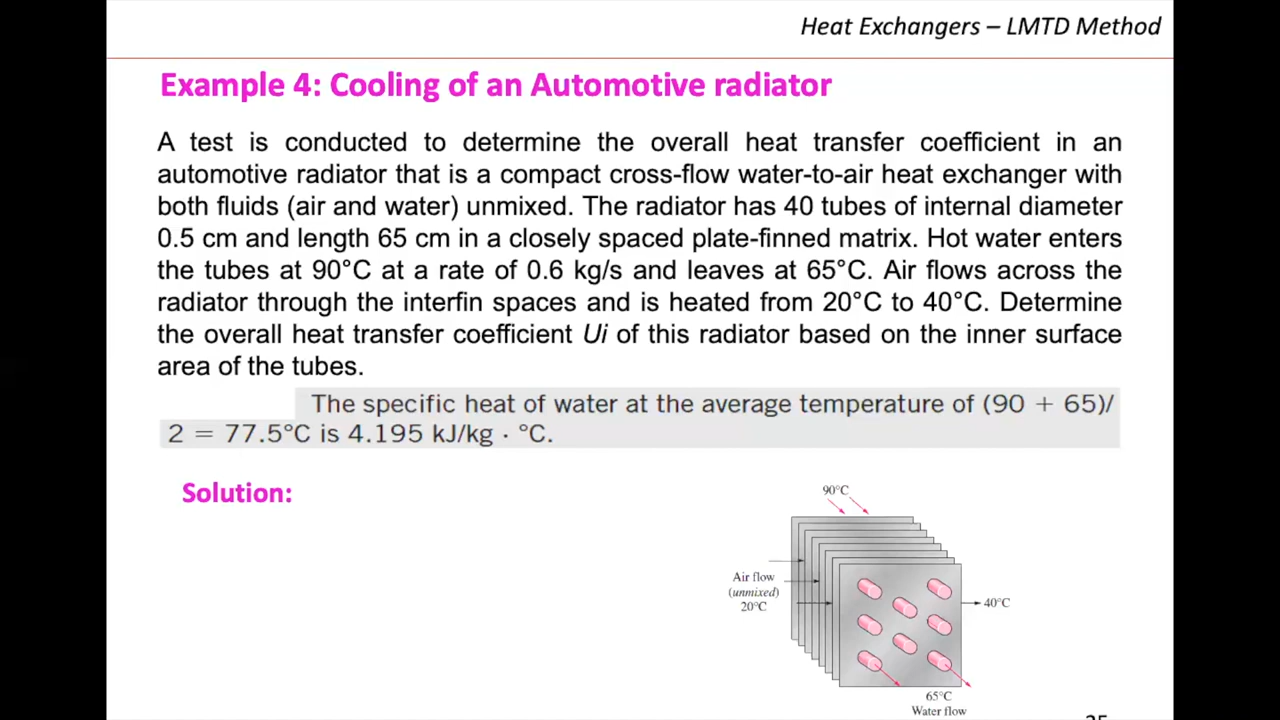 Heat Exchangers – LMTD Method
Example 4: Cooling of an Automotive radiator
A test is conducted to determine the overall heat transfer coefficient in an
automotive radiator that is a compact cross-flow water-to-air heat exchanger with
both fluids (air and water) unmixed. The radiator has 40 tubes of internal diameter
0.5 cm and length 65 cm in a closely spaced plate-finned matrix. Hot water enters
the tubes at 90°C at a rate of 0.6 kg/s and leaves at 65°C. Air flows across the
radiator through the interfin spaces and is heated from 20°C to 40°C. Determine
the overall heat transfer coefficient Ui of this radiator based on the inner surface
area of the tubes.
The specific heat of water at the average temperature of (90 + 65)/
2 = 77.5°C is 4.195 kJ/kg · °C.
Solution:
90°C
Air flow
(unmixed)
20°C
40°C
65°C
Water flow